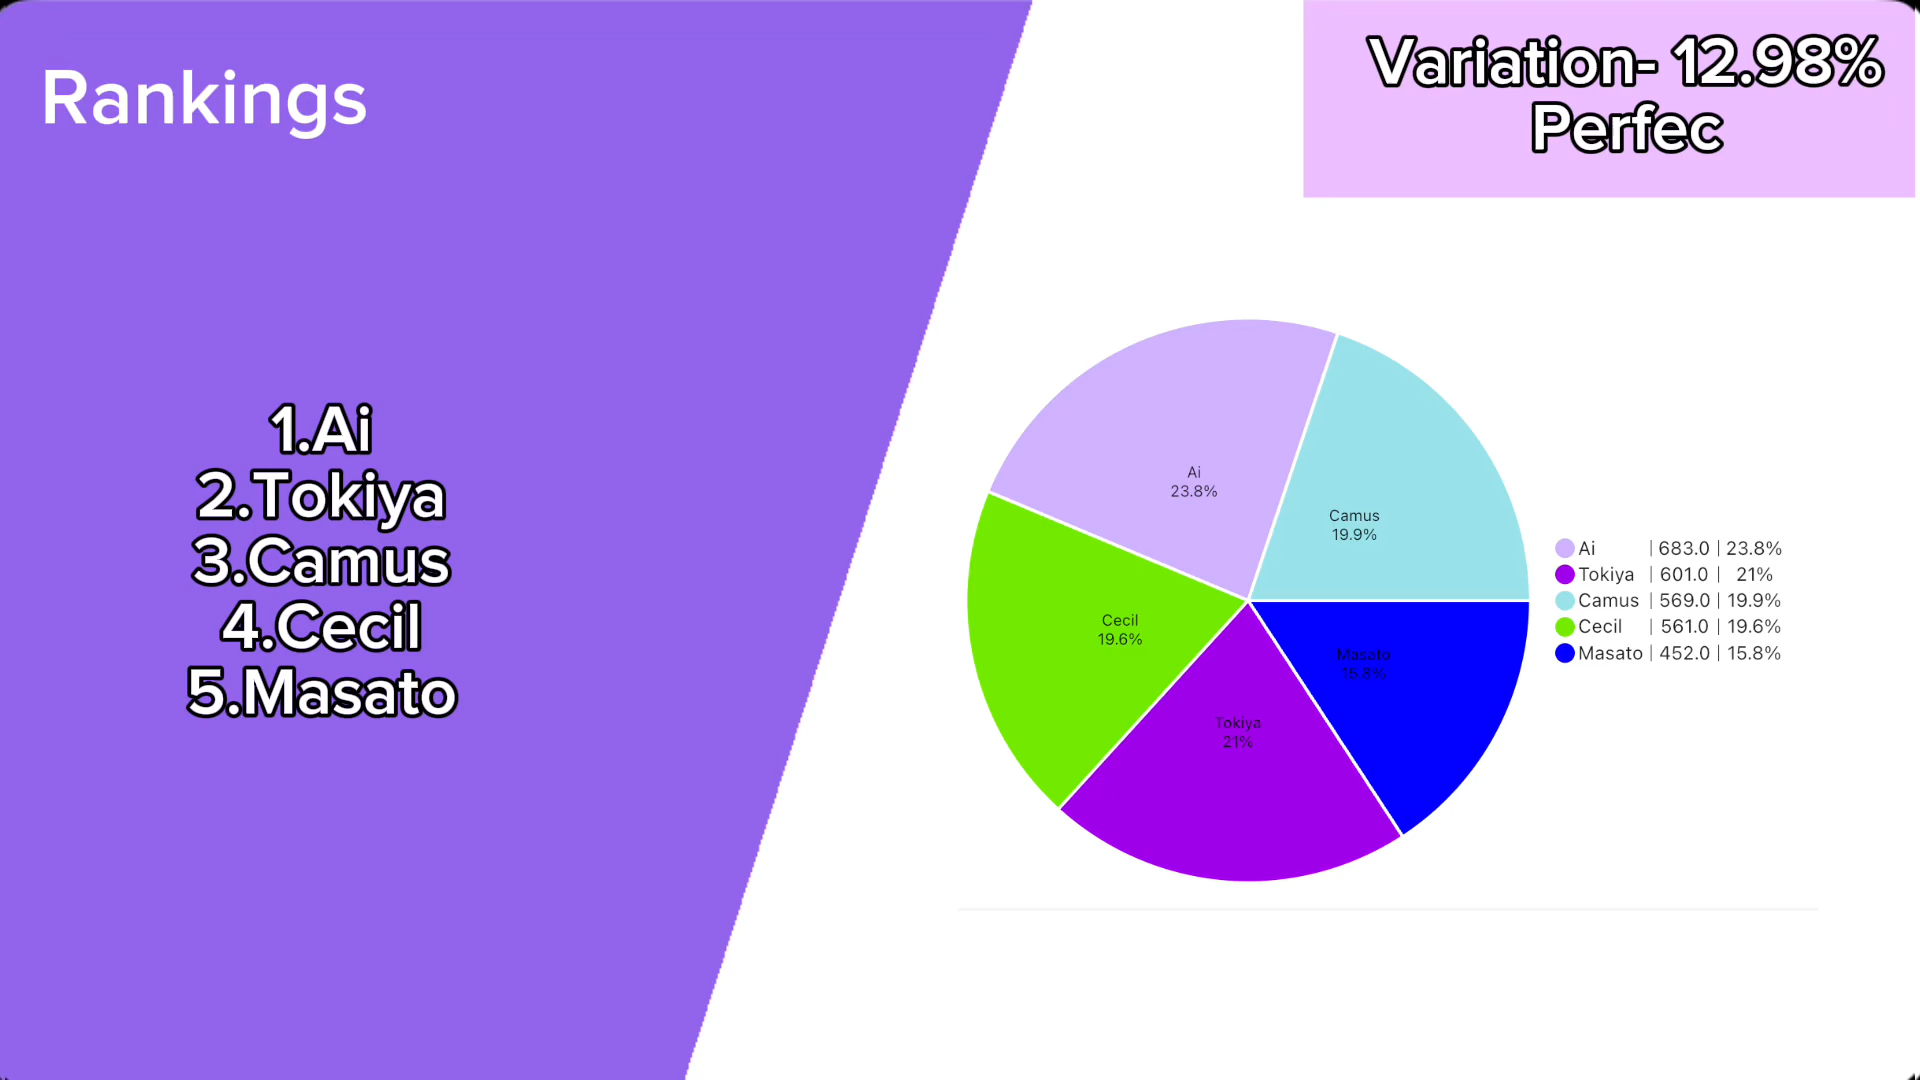 Rankings
Variation- 12.98%
Perfec
1.Ai
2.Tokiya
3.Camus
4.Cecil
5.Masato
Ai
23.8%
Camus
19.9%
Cecil
19.6%
Masato
15.8%
Tokiya
21%
Ai | 683.0 | 23.8%
Tokiya | 601.0 | 21%
Camus | 569.0 | 19.9%
Cecil | 561.0 | 19.6%
Masato | 452.0 | 15.8%